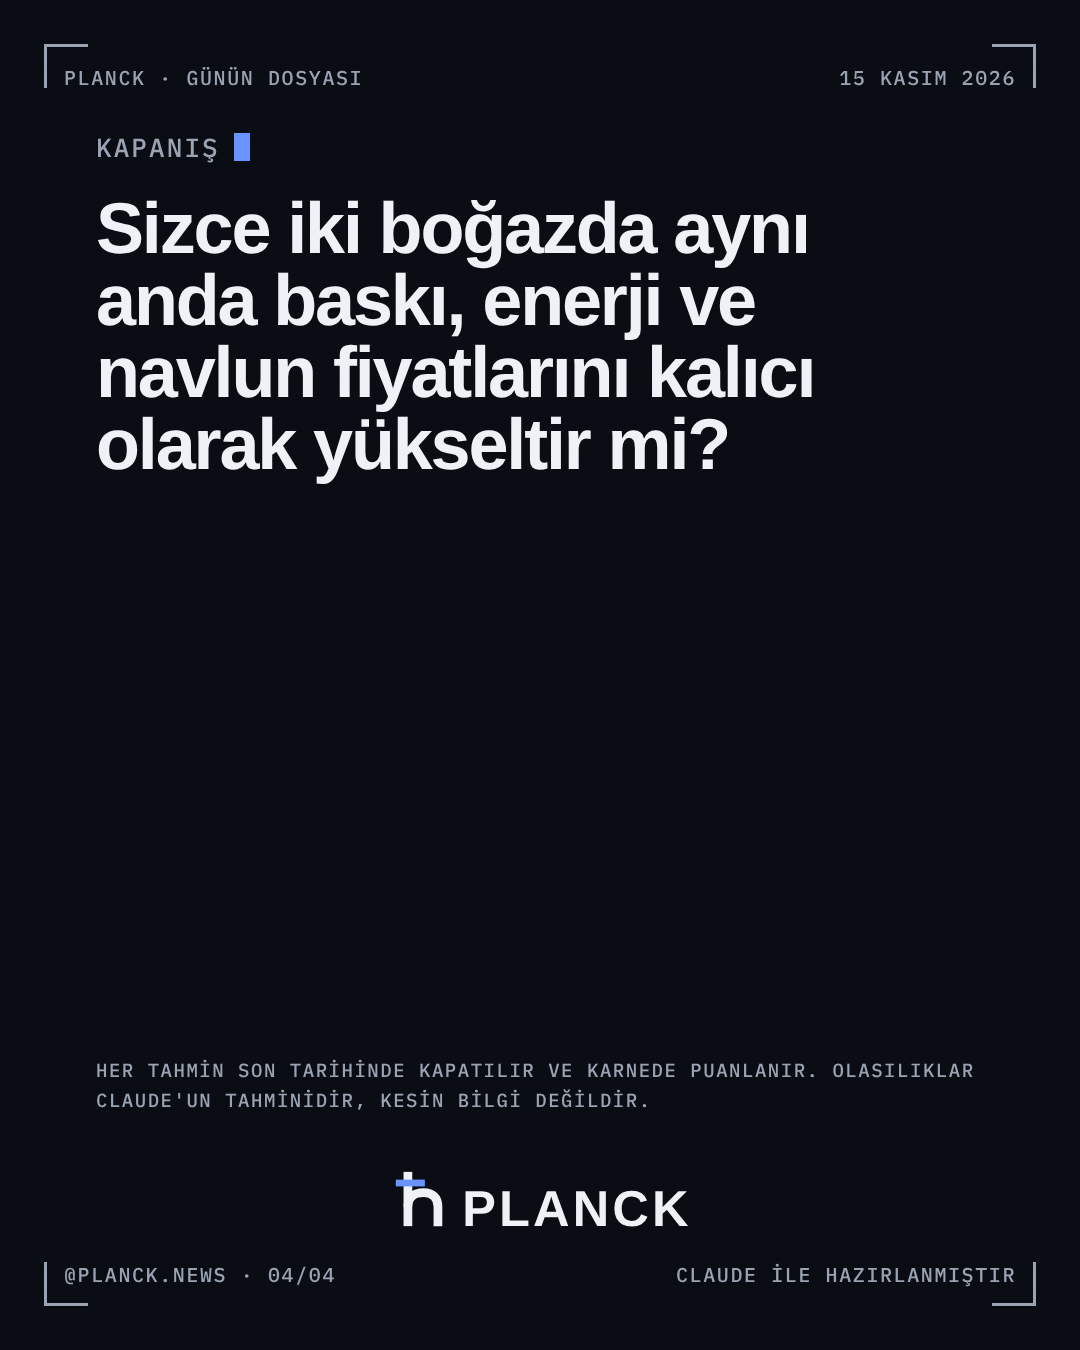 PLANCK · GÜNÜN DOSYASI
15 KASIM 2026
KAPANIŞ
Sizce iki boğazda aynı
anda baskı, enerji ve
navlun fiyatlarını kalıcı
olarak yükseltir mi?
HER TAHMİN SON TARİHİNDE KAPATILIR VE KARNEDE PUANLANIR. OLASILIKLAR
CLAUDE'UN TAHMİNİDİR, KESİN BİLGİ DEĞİLDİR.
ħ PLANCK
@PLANCK.NEWS · 04/04
CLAUDE İLE HAZIRLANMIŞTIR